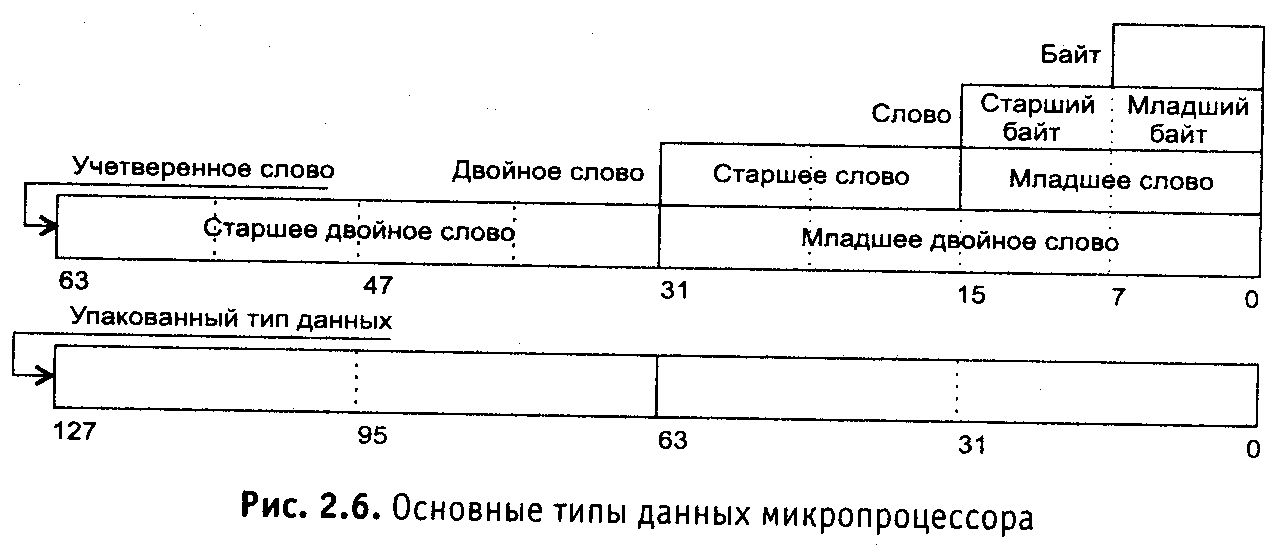 Байт
Слово
Старший байт
Младший байт
Учетверенное слово
Двойное слово
Старшее слово
Младшее слово
Старшее двойное слово
Младшее двойное слово
63 47 31 15 7 0
Упакованный тип данных
127 95 63 31 0
Рис. 2.6. Основные типы данных микропроцессора